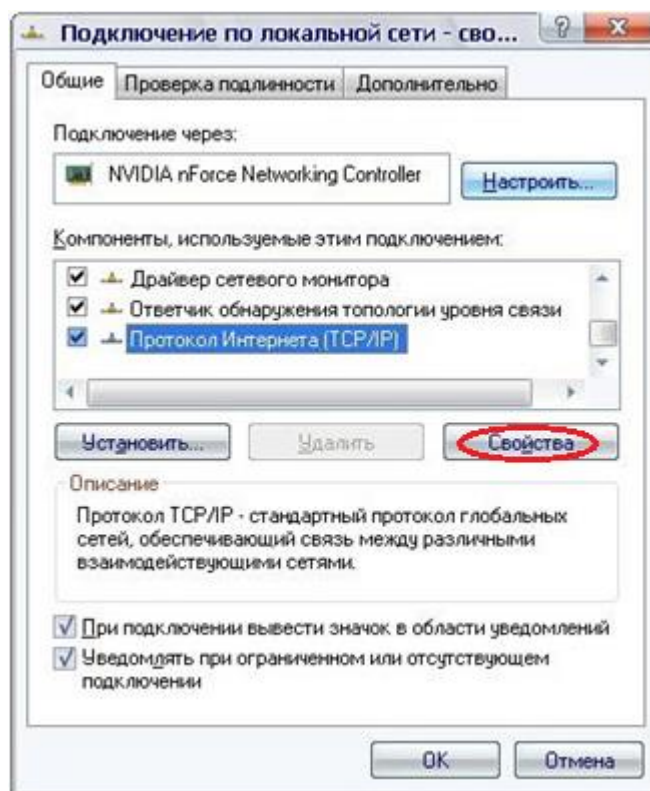 Подключение по локальной сети - сво...
Общие Проверка подлинности Дополнительно
Подключение через:
NVIDIA nForce Networking Controller Настроить...
Компоненты, используемые этим подключением:
Драйвер сетевого монитора
Ответчик обнаружения топологии уровня связи
Протокол Интернета (TCP/IP)
Установить... Удалить Свойства
Описание
Протокол TCP/IP - стандартный протокол глобальных
сетей, обеспечивающий связь между различными
взаимодействующими сетями.
При подключении вывести значок в области уведомлений
Уведомлять при ограниченном или отсутствующем
подключении
OK Отмена